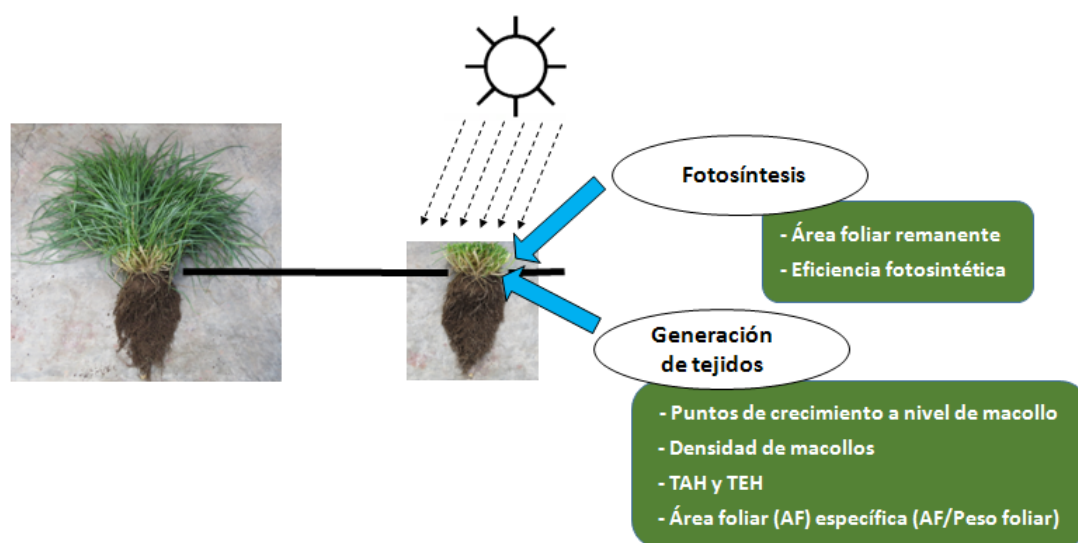 Fotosíntesis
- Área foliar remanente
- Eficiencia fotosintética
Generación
de tejidos
- Puntos de crecimiento a nivel de macollo
- Densidad de macollos
- TAH y TEH
- Área foliar (AF) específica (AF/Peso foliar)